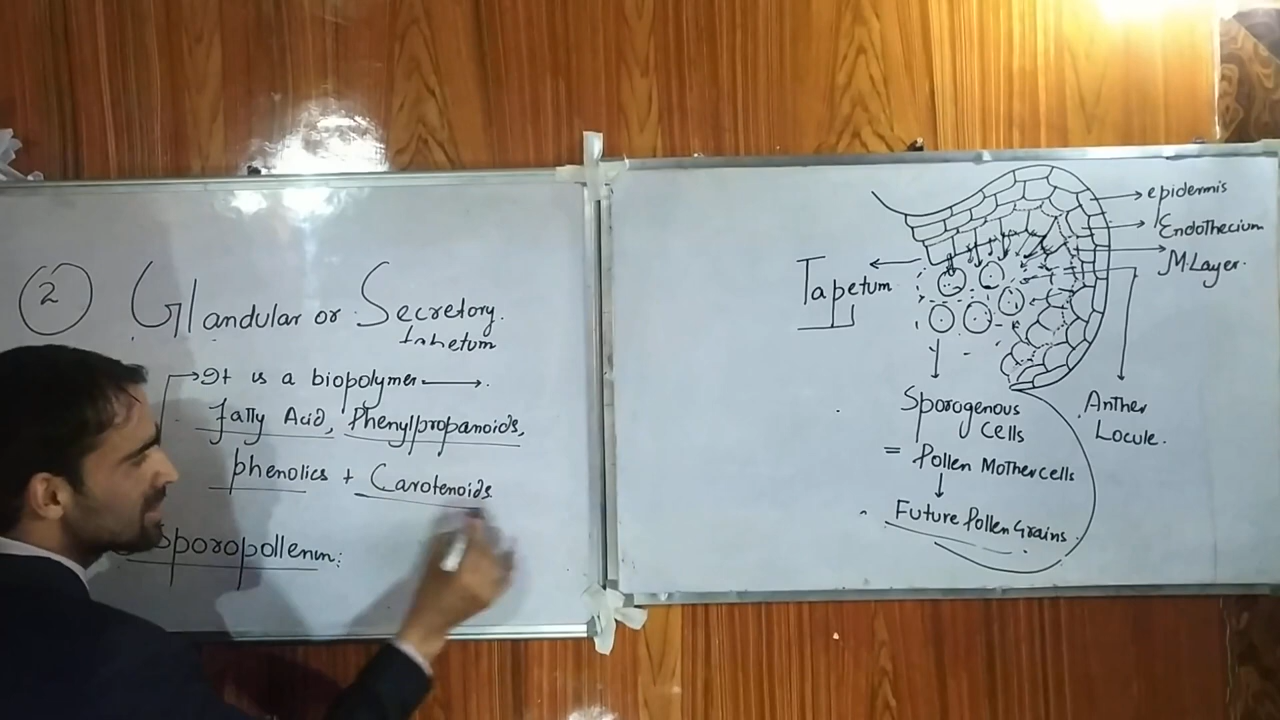 2 Glandular or Secretory.
Tapetum
It is a biopolymer
Fatty Acid, Phenylpropanoids,
phenolics + Carotenoids
Sporopollenin:
epidermis
Endothecium
M.Layer.
Tapetum
Sporogenous
Cells
= Pollen Mothercells
Future Pollen Grains.
Anther
Locule.